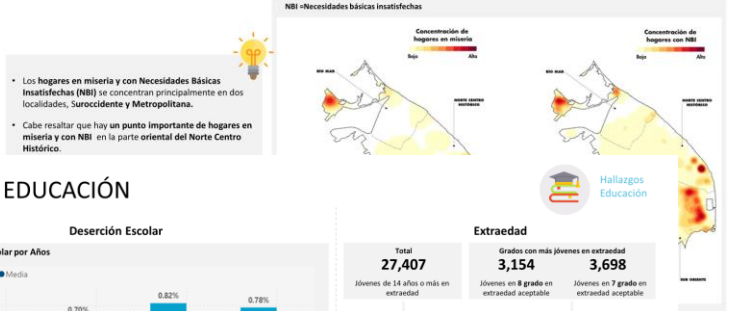 NBI =Necesidades básicas insatisfechas
• Los hogares en miseria y con Necesidades Básicas
Insatisfechas (NBI) se concentran principalmente en dos
localidades, Suroccidente y Metropolitana.
• Cabe resaltar que hay un punto importante de hogares en
miseria y con NBI en la parte oriental del Norte Centro
Histórico.
Concentración de
hogares en miseria
Bajo Alto
RÍO MAR
NORTE CENTRO
HISTÓRICO
Concentración de
hogares con NBI
Bajo Alto
RÍO MAR
NORTE CENTRO
HISTÓRICO
SUR ORIENTE
EDUCACIÓN
Hallazgos
Educación
Deserción Escolar
olar por Años
Media
0.70%
0.82%
0.78%
Extraedad
Total
27,407
Jóvenes de 14 años o más en
extraedad
Grados con más jóvenes en extraedad
3,154
Jóvenes en 8 grado en
extraedad aceptable
3,698
Jóvenes en 7 grado en
extraedad aceptable